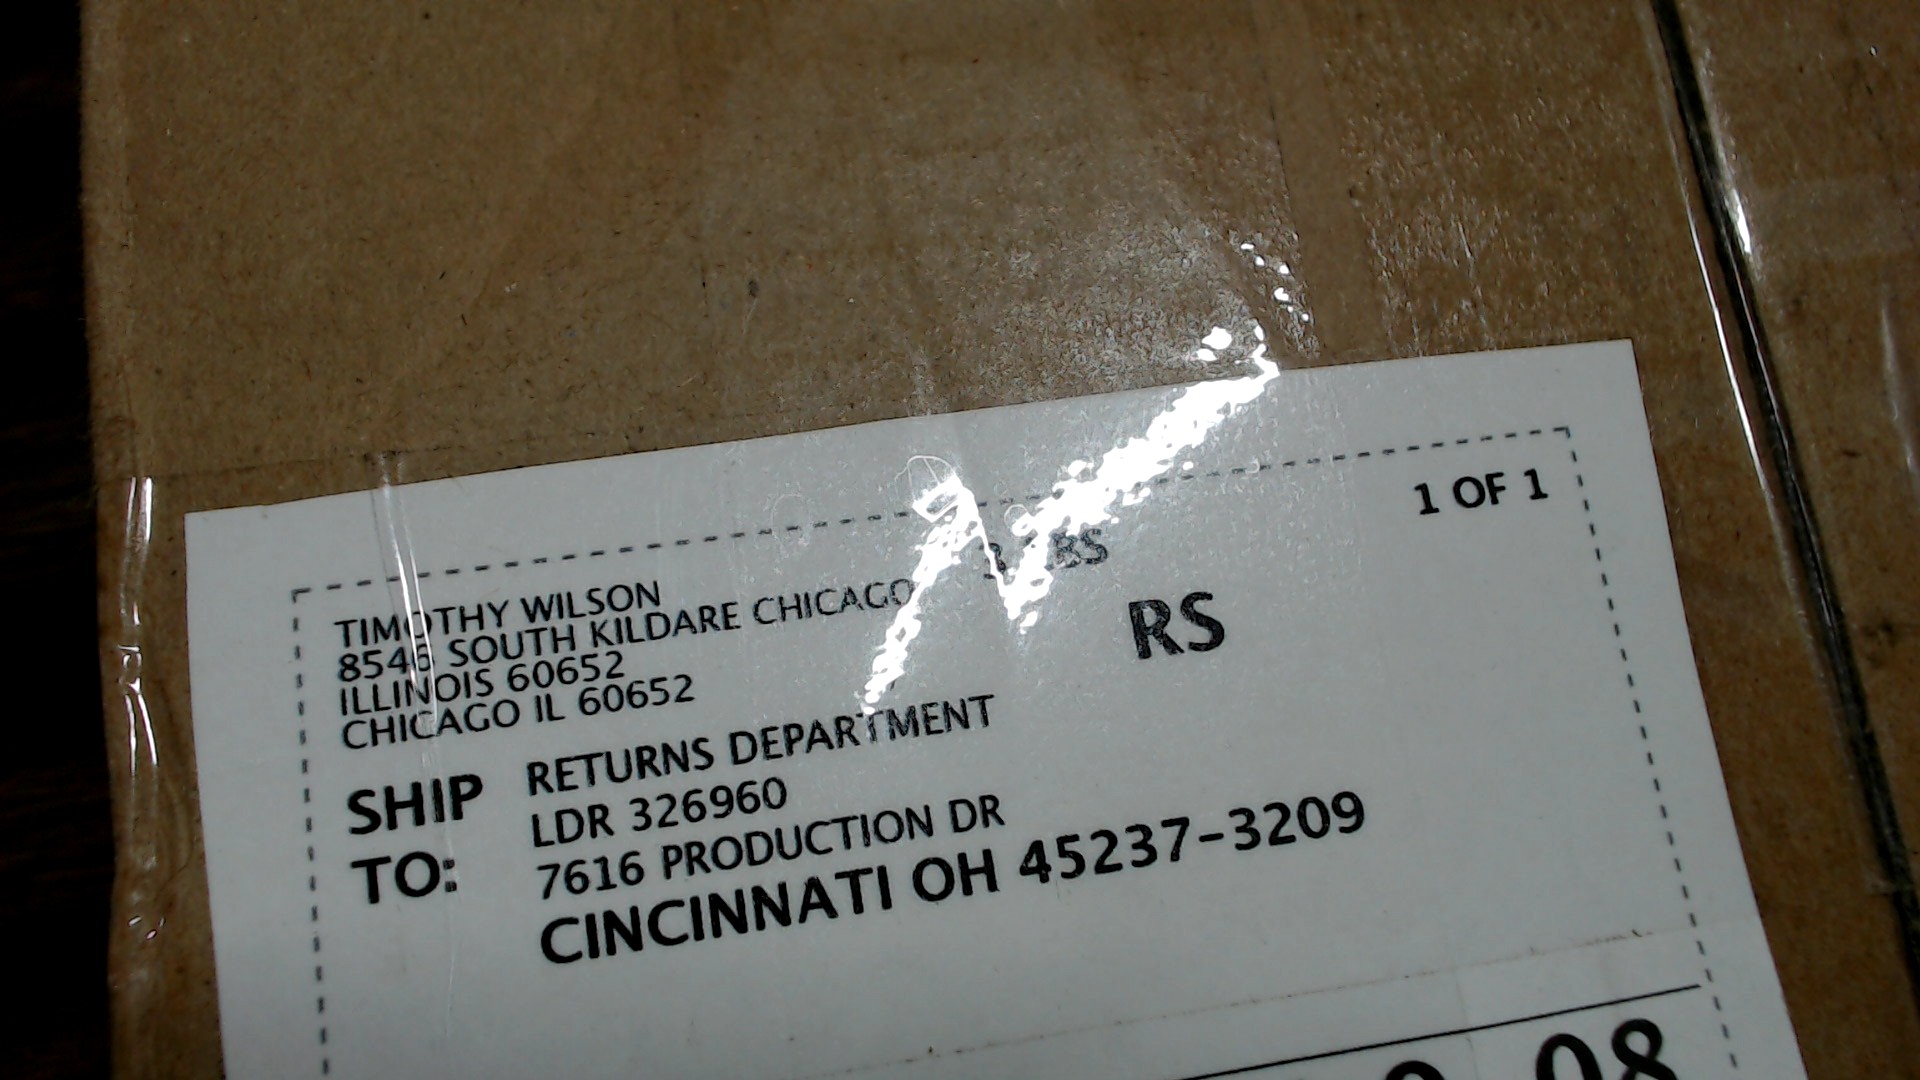 1 OF 1
TIMOTHY WILSON
8546 SOUTH KILDARE CHICAGO
ILLINOIS 60652
CHICAGO IL 60652
RS
SHIP TO:
RETURNS DEPARTMENT
LDR 326960
7616 PRODUCTION DR
CINCINNATI OH 45237-3209